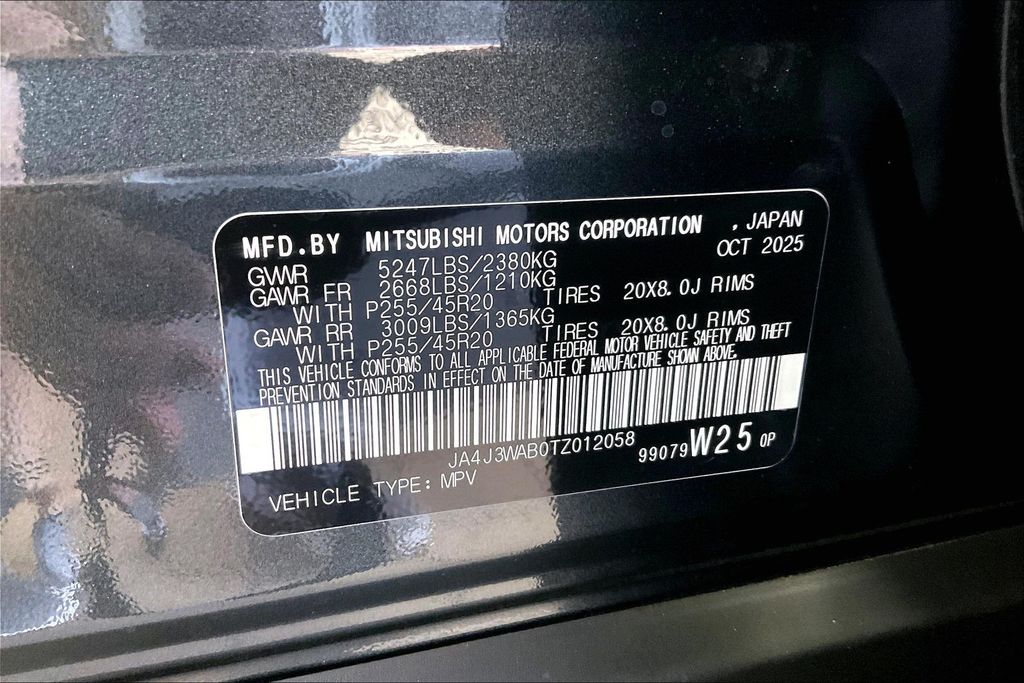 MFD.BY MITSUBISHI MOTORS CORPORATION , JAPAN
OCT 2025
GWWR 5247LBS/2380KG
GAWR FR 2668LBS/1210KG
WITH P255/45R20 TIRES 20X8.0J RIMS
GAWR RR 3009LBS/1365KG
WITH P255/45R20 TIRES 20X8.0J RIMS
THIS VEHICLE CONFORMS TO ALL APPLICABLE FEDERAL MOTOR VEHICLE SAFETY AND THEFT
PREVENTION STANDARDS IN EFFECT ON THE DATE OF MANUFACTURE SHOWN ABOVE.
JA4J3WAB0TZ012058
99079 W25 0P
VEHICLE TYPE: MPV